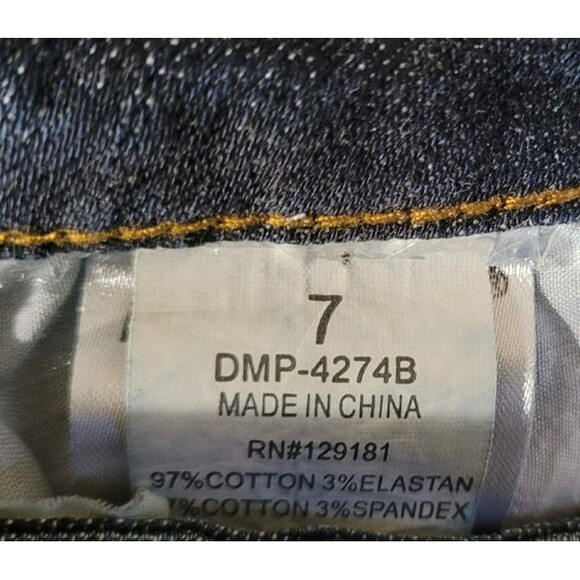 7
DMP-4274B
MADE IN CHINA
RN#129181
97%COTTON 3%ELASTAN
7%COTTON 3%SPANDEX